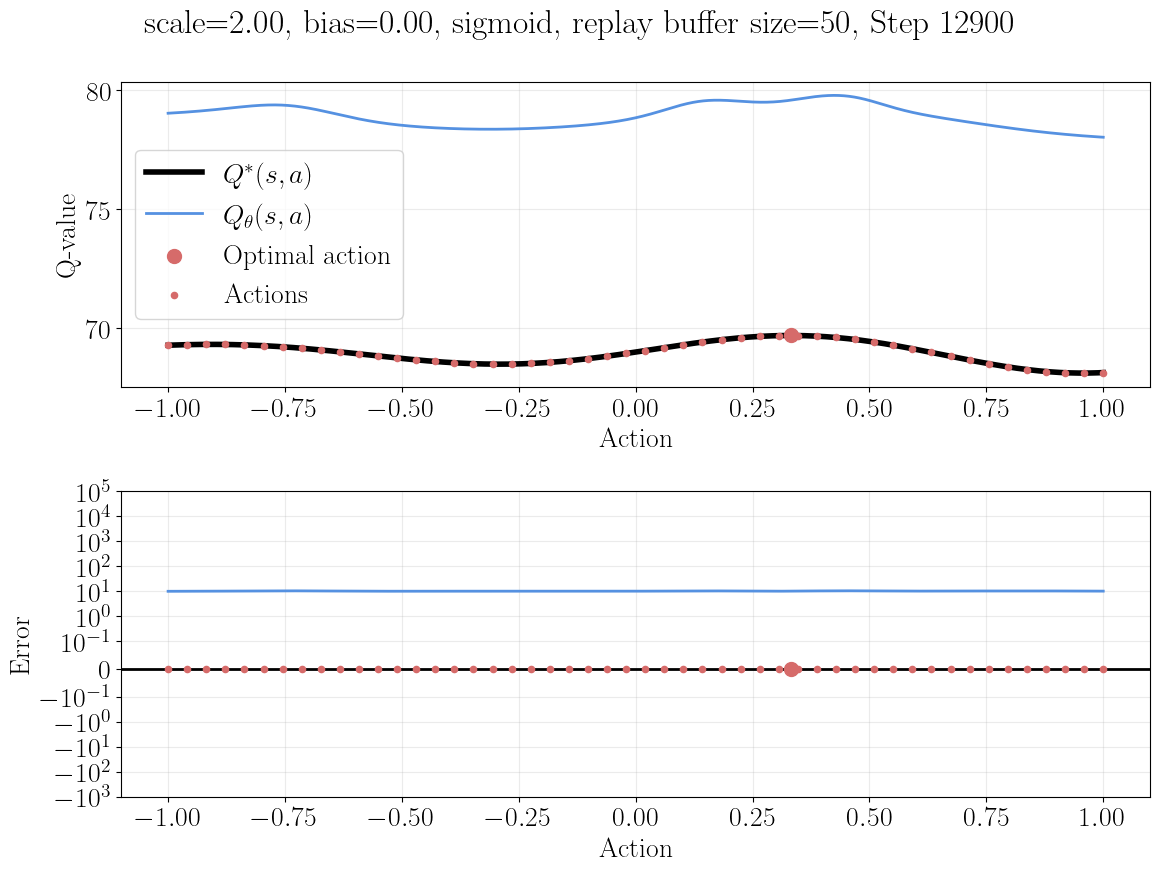 scale=2.00, bias=0.00, sigmoid, replay buffer size=50, Step 12900
80
75
70
Q-value
Q*(s, a)
Qθ(s, a)
Optimal action
Actions
−1.00 −0.75 −0.50 −0.25 0.00 0.25 0.50 0.75 1.00
Action
10^5
10^4
10^3
10^2
10^1
10^0
10^−1
0
−10^−1
−10^0
−10^1
−10^2
−10^3
Error
−1.00 −0.75 −0.50 −0.25 0.00 0.25 0.50 0.75 1.00
Action